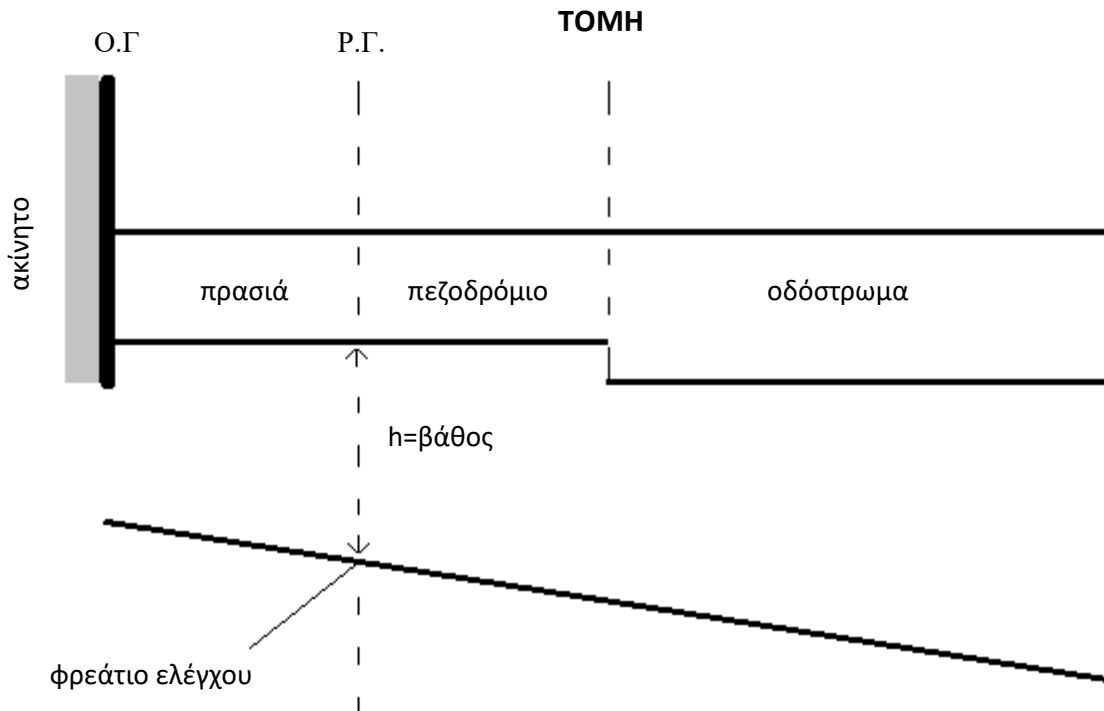 ΤΟΜΗ
Ο.Γ
Ρ.Γ.
ακίνητο
πρασιά
πεζοδρόμιο
οδόστρωμα
h=βάθος
φρεάτιο ελέγχου